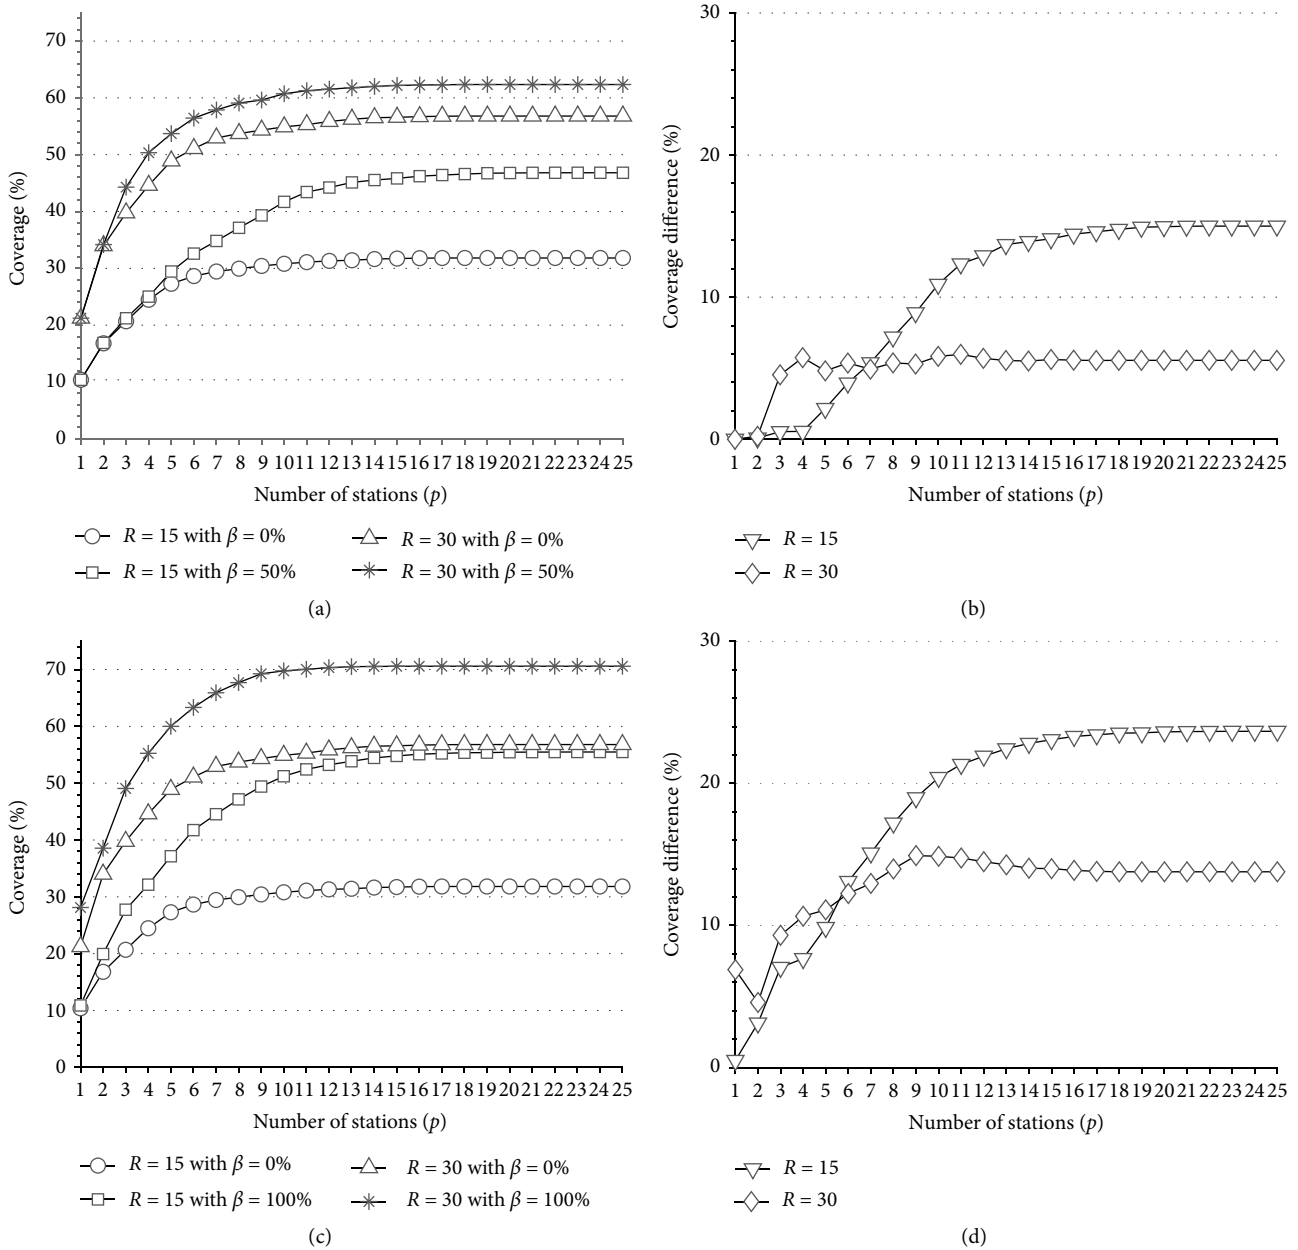 70
60
50
40
30
20
10
0
Coverage (%)
1 2 3 4 5 6 7 8 9 10 11 12 13 14 15 16 17 18 19 20 21 22 23 24 25
Number of stations (p)
R = 15 with β = 0%
R = 30 with β = 0%
R = 15 with β = 50%
R = 30 with β = 50%
(a)
30
20
10
0
Coverage difference (%)
1 2 3 4 5 6 7 8 9 10 11 12 13 14 15 16 17 18 19 20 21 22 23 24 25
Number of stations (p)
R = 15
R = 30
(b)
70
60
50
40
30
20
10
0
Coverage (%)
1 2 3 4 5 6 7 8 9 10 11 12 13 14 15 16 17 18 19 20 21 22 23 24 25
Number of stations (p)
R = 15 with β = 0%
R = 30 with β = 0%
R = 15 with β = 100%
R = 30 with β = 100%
(c)
30
20
10
0
Coverage difference (%)
1 2 3 4 5 6 7 8 9 10 11 12 13 14 15 16 17 18 19 20 21 22 23 24 25
Number of stations (p)
R = 15
R = 30
(d)